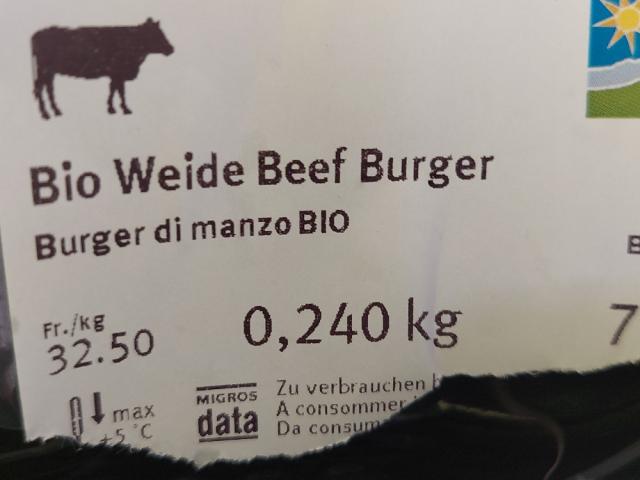 Bio Weide Beef Burger
Burger di manzo BIO
Fr./kg
32.50
0,240 kg
7
max
+5 °C
MIGROS
data
Zu verbrauchen
A consommer
Da consum